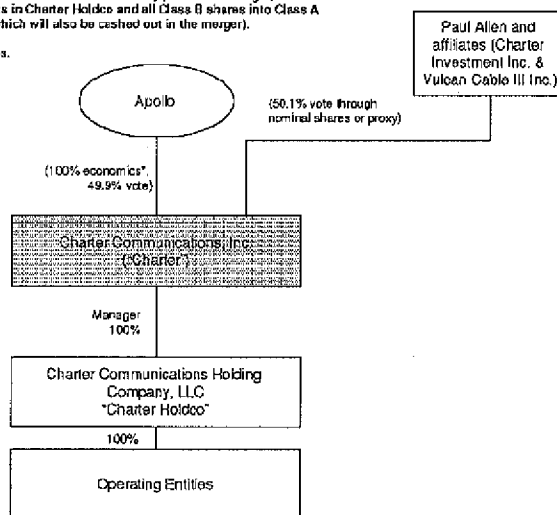 s in Charter Holdco and all Class B shares into Class A
which will also be cashed out in the merger).
es.
Paul Allen and
affiliates (Charter
Investment Inc. &
Vulcan Cable III Inc.)
Apollo
(50.1% vote through
nominal shares or proxy)
(100% economics*,
49.9% vote)
Charter Communications, Inc.
("Charter")
Manager
100%
Charter Communications Holding
Company, LLC
"Charter Holdco"
100%
Operating Entities